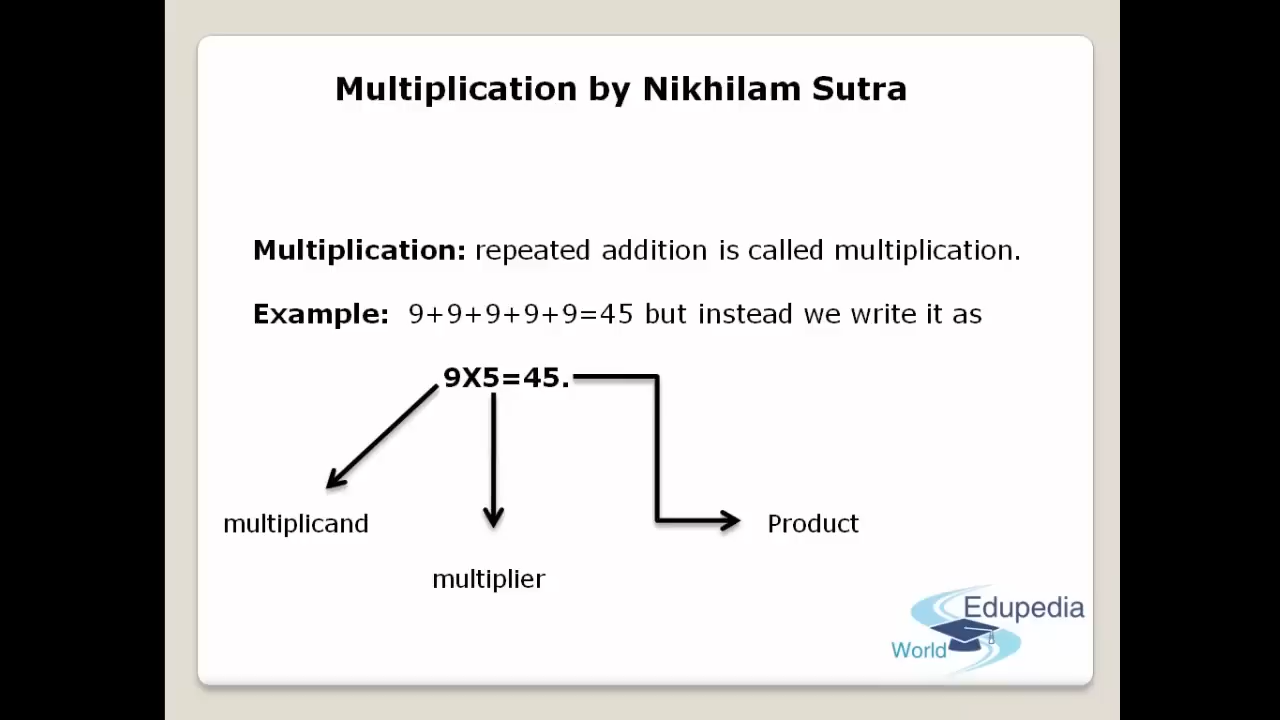 Multiplication by Nikhilam Sutra
Multiplication: repeated addition is called multiplication.
Example: 9+9+9+9+9=45 but instead we write it as
9X5=45.
multiplicand
Product
multiplier
Edupedia
World